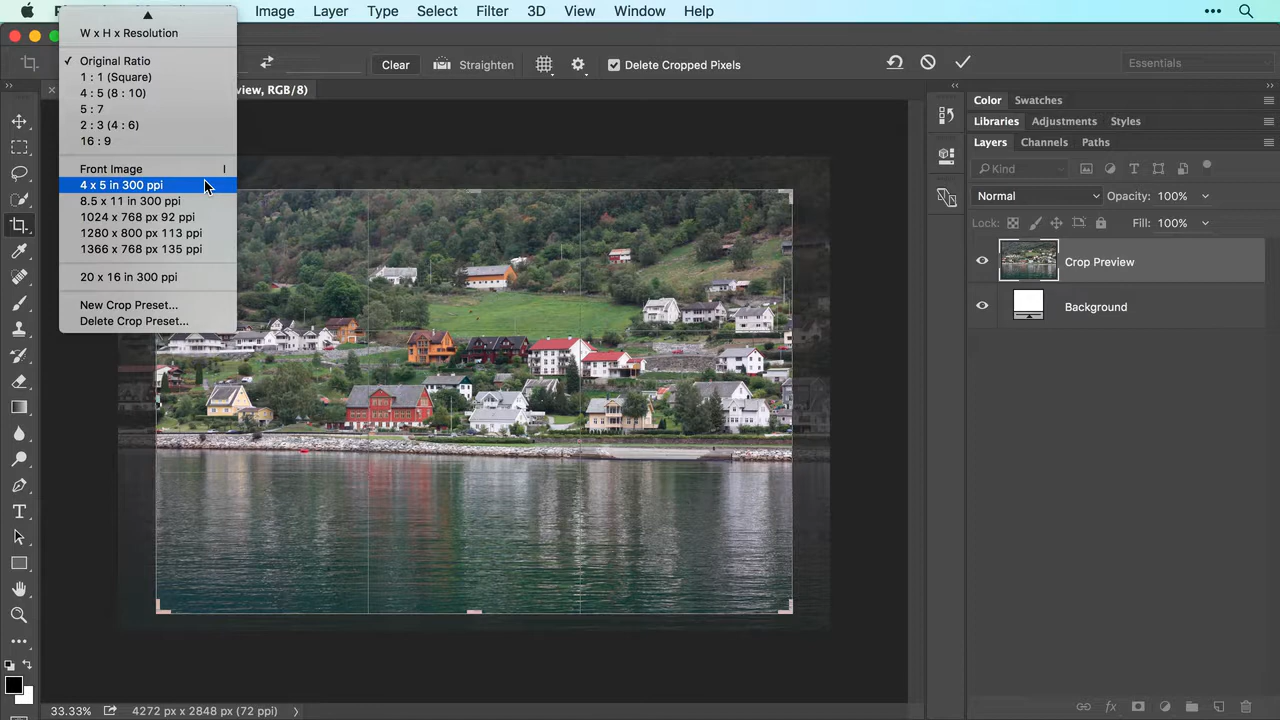 Image Layer Type Select Filter 3D View Window Help
W x H x Resolution
✓ Original Ratio
1 : 1 (Square)
4 : 5 (8 : 10)
5 : 7
2 : 3 (4 : 6)
16 : 9
Front Image I
4 x 5 in 300 ppi
8.5 x 11 in 300 ppi
1024 x 768 px 92 ppi
1280 x 800 px 113 ppi
1366 x 768 px 135 ppi
20 x 16 in 300 ppi
New Crop Preset...
Delete Crop Preset...
Clear Straighten Delete Cropped Pixels Essentials
view, RGB/8)
Color Swatches
Libraries Adjustments Styles
Layers Channels Paths
Kind
Normal Opacity: 100%
Lock: Fill: 100%
Crop Preview
Background
33.33% 4272 px x 2848 px (72 ppi)